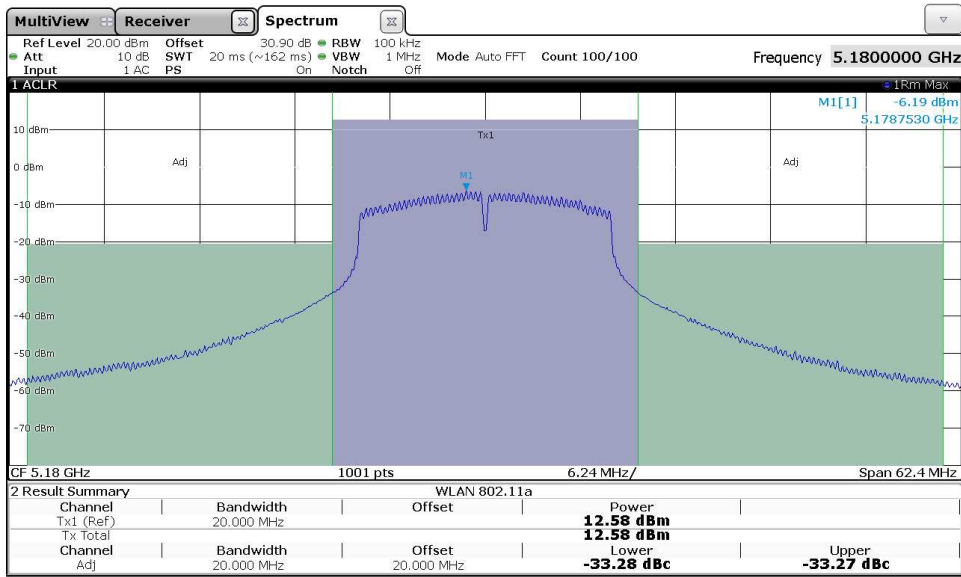 MultiView Receiver Spectrum
Ref Level 20.00 dBm Offset 30.90 dB RBW 100 kHz
Att 10 dB SWT 20 ms (~162 ms) VBW 1 MHz Mode Auto FFT Count 100/100 Frequency 5.1800000 GHz
Input 1 AC PS On Notch Off
1 ACLR 1Rm Max
M1[1] -6.19 dBm
5.1787530 GHz
10 dBm
Tx1
Adj Adj
0 dBm
M1
-10 dBm
-20 dBm
-30 dBm
-40 dBm
-50 dBm
-60 dBm
-70 dBm
CF 5.18 GHz 1001 pts 6.24 MHz/ Span 62.4 MHz
2 Result Summary WLAN 802.11a
Channel Bandwidth Offset Power
Tx1 (Ref) 20.000 MHz 12.58 dBm
Tx Total 12.58 dBm
Channel Bandwidth Offset Lower Upper
Adj 20.000 MHz 20.000 MHz -33.28 dBc -33.27 dBc